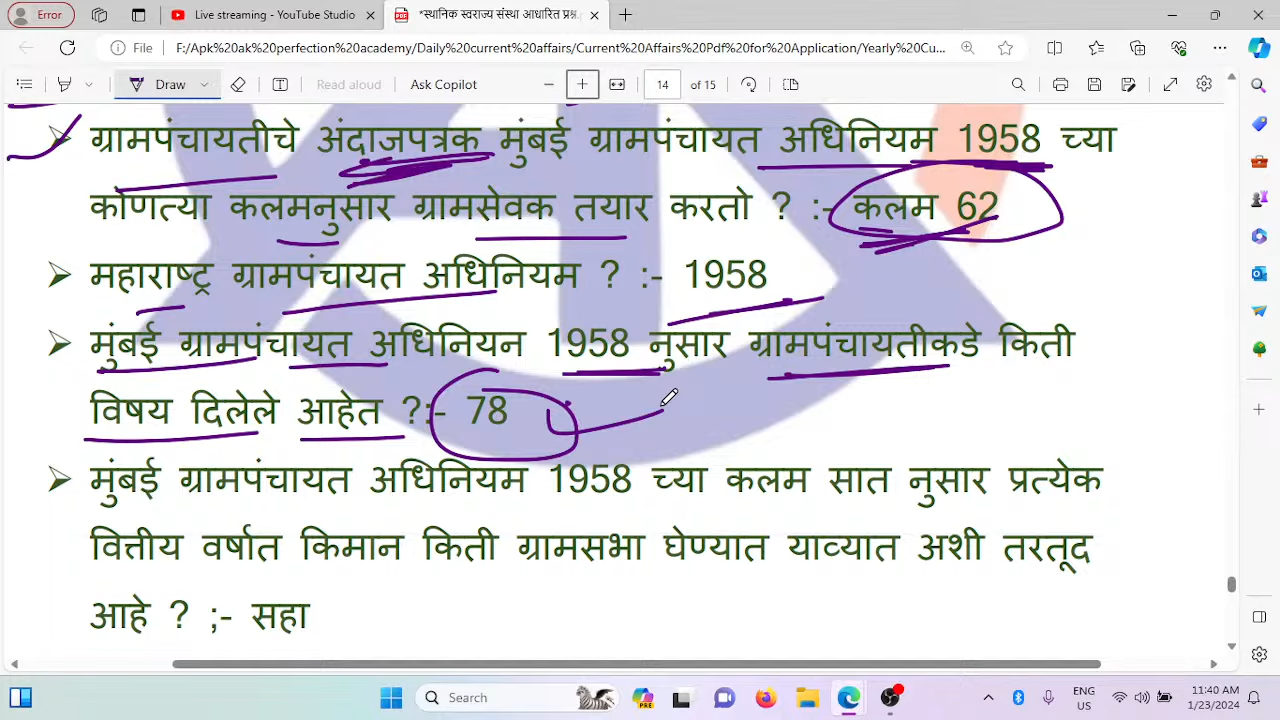 Error
Live streaming - YouTube Studio
*स्थानिक स्वराज्य संस्था आधारित प्रश्न.
File
F:/Apk%20ak%20perfection%20academy/Daily%20current%20affairs/Current%20Affairs%20Pdf%20for%20Application/Yearly%20Cu...
Draw
Read aloud
Ask Copilot
14 of 15
ग्रामपंचायतीचे अंदाजपत्रक मुंबई ग्रामपंचायत अधिनियम 1958 च्या
कोणत्या कलमनुसार ग्रामसेवक तयार करतो ? :- कलम 62
महाराष्ट्र ग्रामपंचायत अधिनियम ? :- 1958
मुंबई ग्रामपंचायत अधिनियन 1958 नुसार ग्रामपंचायतीकडे किती
विषय दिलेले आहेत ?:- 78
मुंबई ग्रामपंचायत अधिनियम 1958 च्या कलम सात नुसार प्रत्येक
वित्तीय वर्षात किमान किती ग्रामसभा घेण्यात याव्यात अशी तरतूद
आहे ? ;- सहा
Search
PRE
ENG
US
11:40 AM
1/23/2024